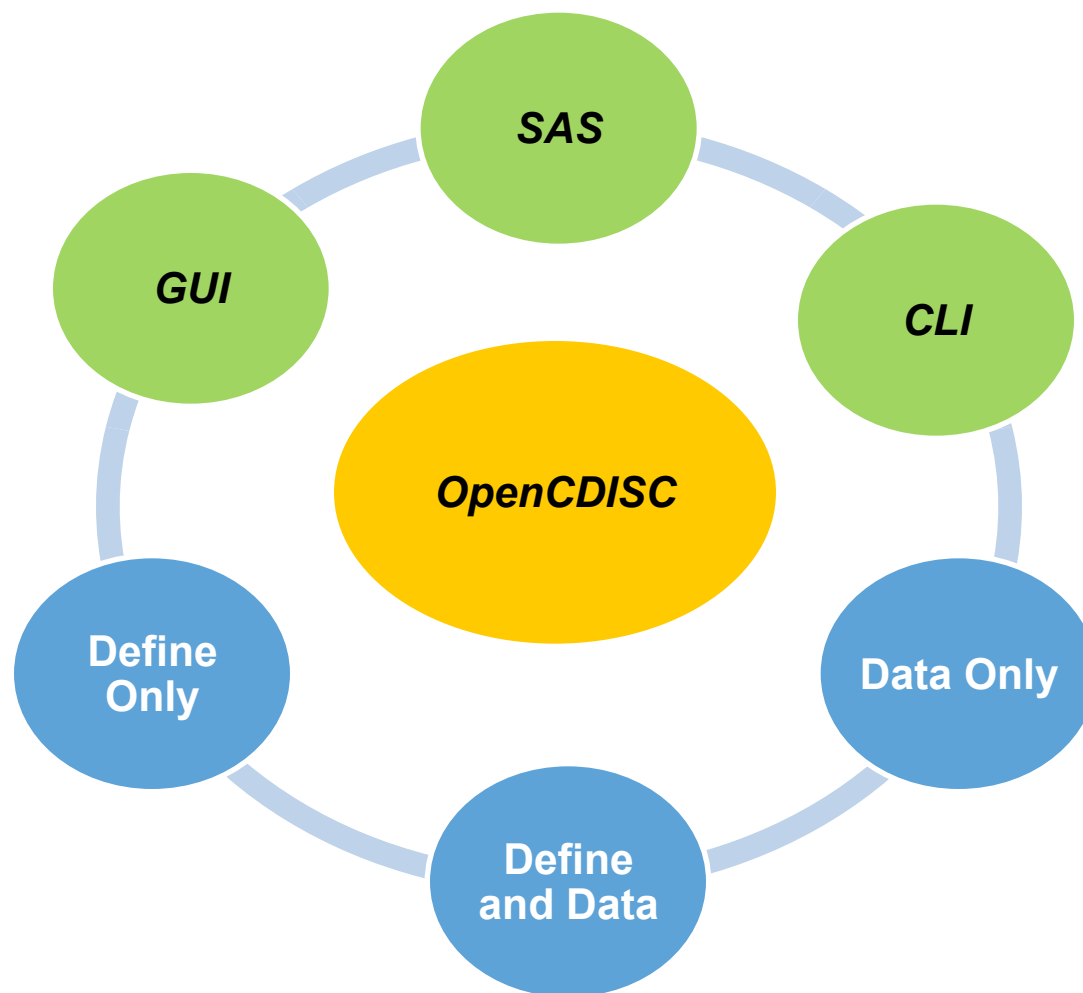 SAS
GUI
CLI
OpenCDISC
Define
Only
Data Only
Define
and Data